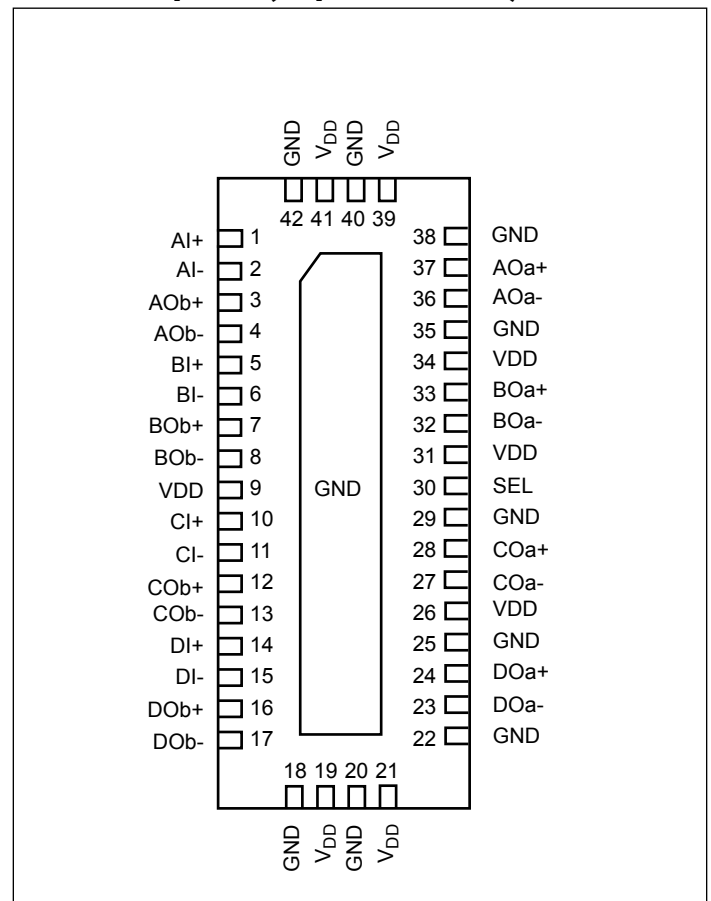 GND VDD GND VDD
42 41 40 39
AI+ 1 38 GND
AI- 2 37 AOa+
AOb+ 3 36 AOa-
AOb- 4 35 GND
BI+ 5 34 VDD
BI- 6 33 BOa+
BOb+ 7 32 BOa-
BOb- 8 31 VDD
VDD 9 GND 30 SEL
CI+ 10 29 GND
CI- 11 28 COa+
COb+ 12 27 COa-
COb- 13 26 VDD
DI+ 14 25 GND
DI- 15 24 DOa+
DOb+ 16 23 DOa-
DOb- 17 22 GND
18 19 20 21
GND VDD GND VDD